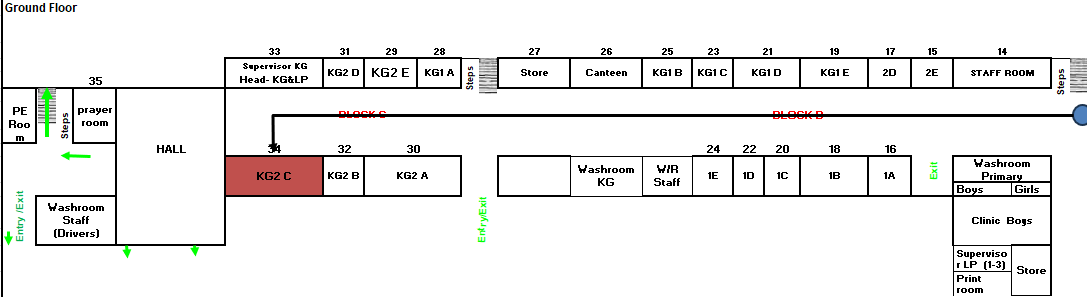 Ground Floor
33 31 29 28 27 26 25 23 21 19 17 15 14
Supervisor KG
Head- KG&LP
KG2 D
KG2 E
KG1 A
Steps
Store
Canteen
KG1 B
KG1 C
KG1 D
KG1 E
2D
2E
STAFF ROOM
Steps
35
PE
Roo
m
Steps
prayer
room
HALL
BLOCK C
BLOCK B
34 32 30 24 22 20 18 16
KG2 C
KG2 B
KG2 A
Washroom
KG
W/R
Staff
1E
1D
1C
1B
1A
Exit
Washroom
Primary
Boys
Girls
Entry /Exit
Washroom
Staff
(Drivers)
Entry/Exit
Clinic Boys
Superviso
r LP (1-3)
Print
room
Store